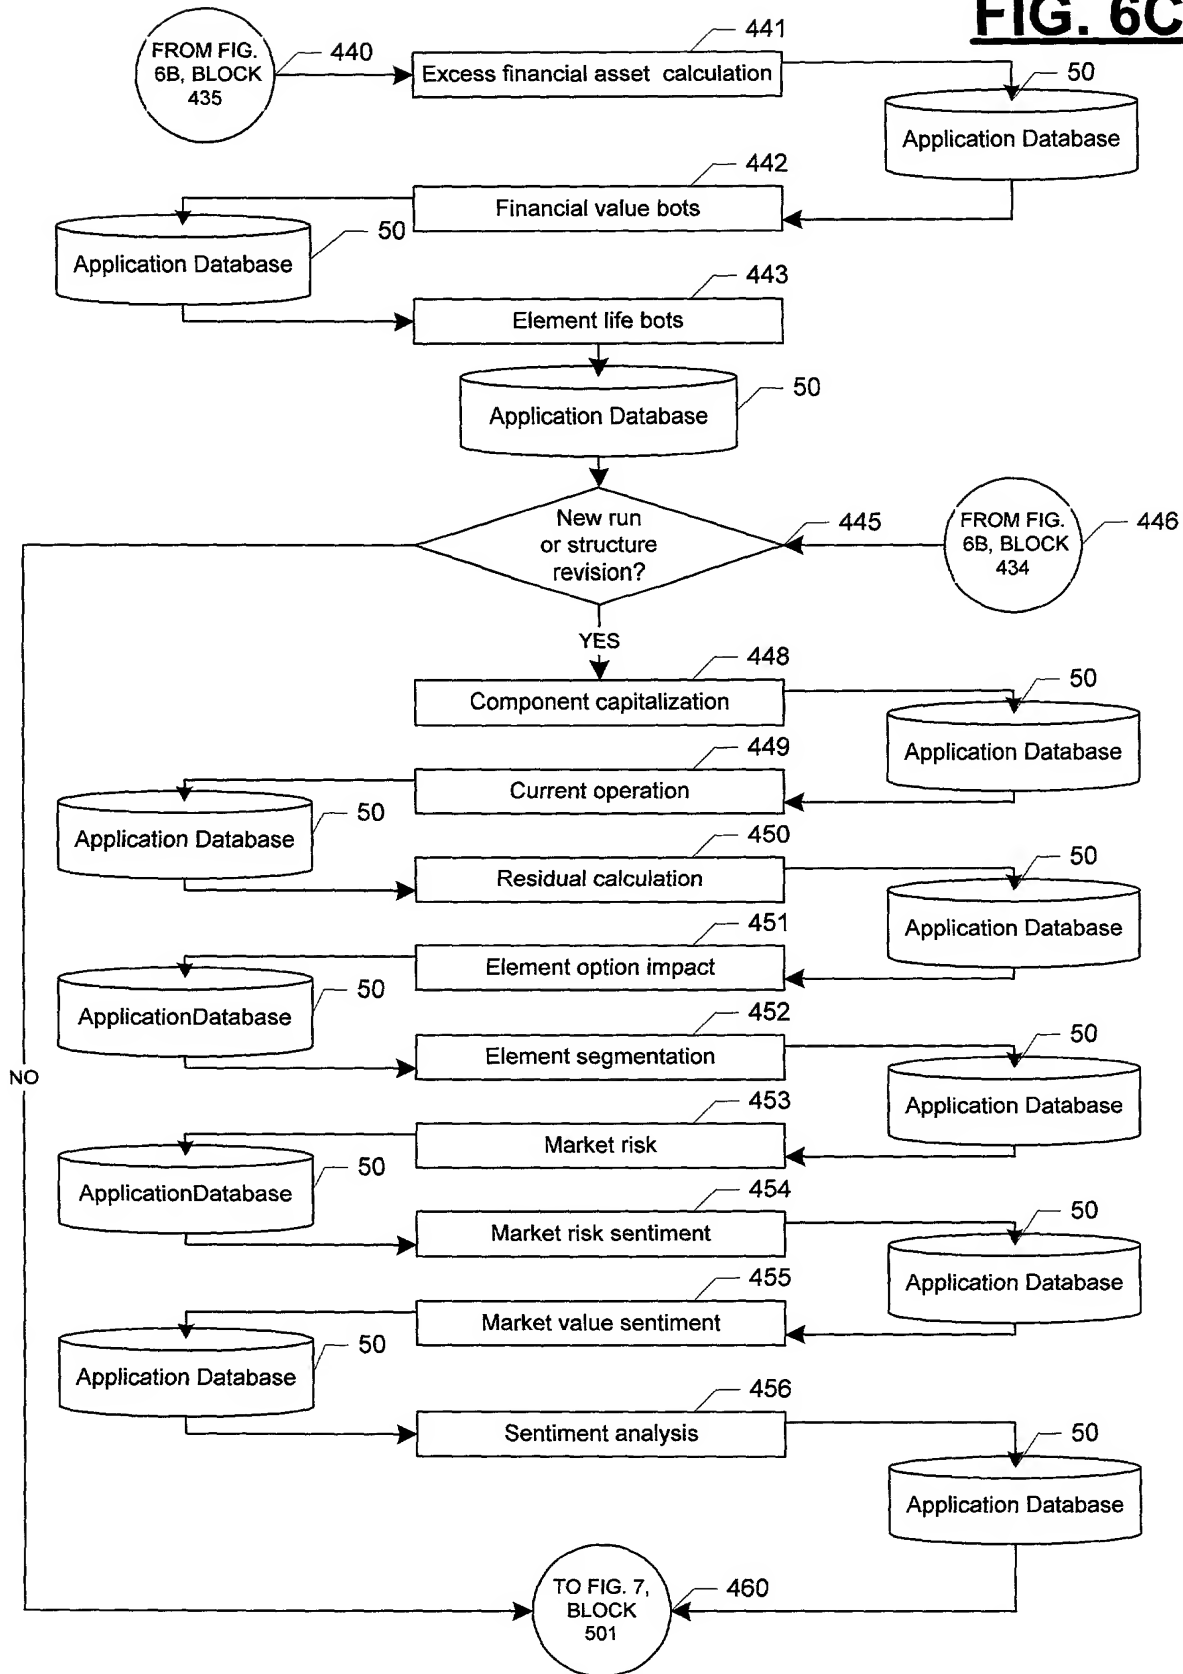 FIG. 6C
FROM FIG.
6B, BLOCK
435
440
441
Excess financial asset calculation
50
Application Database
442
Financial value bots
50
Application Database
443
Element life bots
50
Application Database
New run
or structure
revision?
445
FROM FIG.
6B, BLOCK
434
446
YES
448
Component capitalization
50
Application Database
449
Current operation
50
Application Database
450
Residual calculation
50
Application Database
451
Element option impact
50
ApplicationDatabase
452
Element segmentation
50
Application Database
NO
453
Market risk
50
ApplicationDatabase
454
Market risk sentiment
50
Application Database
455
Market value sentiment
50
Application Database
456
Sentiment analysis
50
Application Database
TO FIG. 7,
BLOCK
501
460